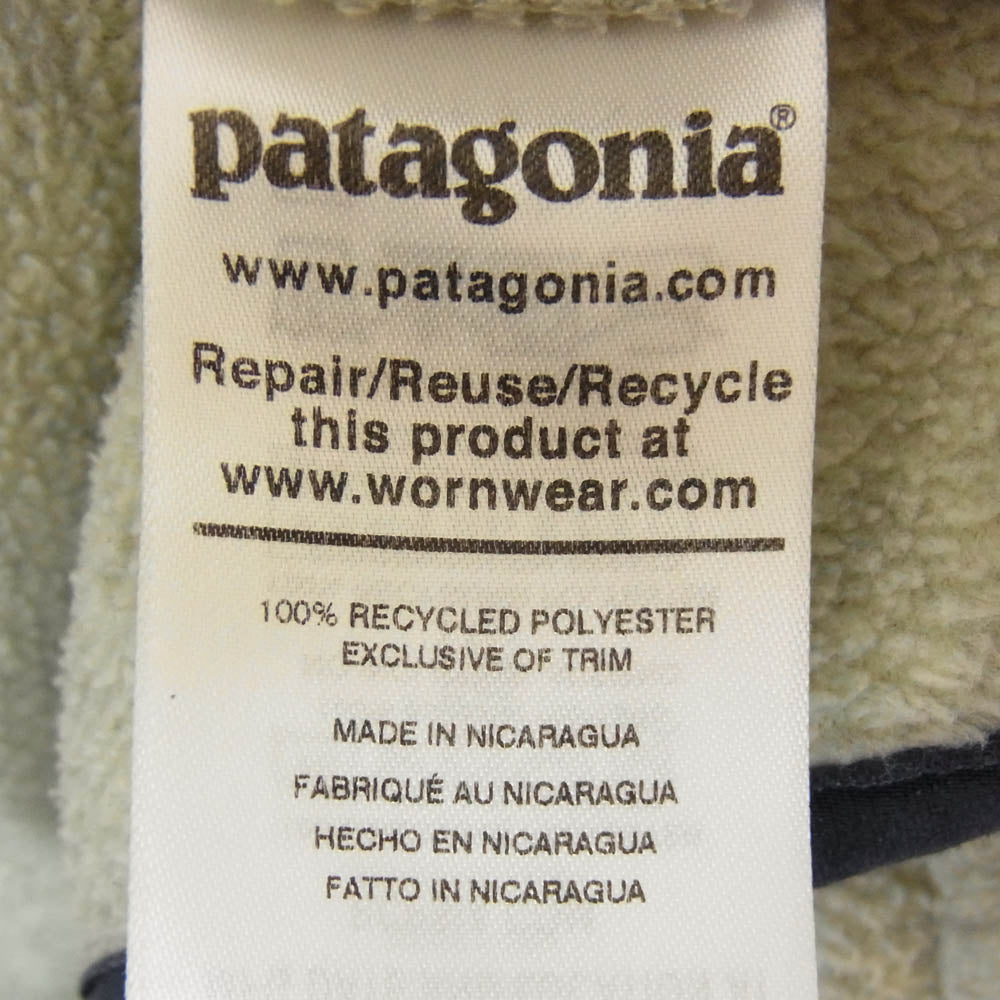 patagonia®
www.patagonia.com
Repair/Reuse/Recycle
this product at
www.wornwear.com
100% RECYCLED POLYESTER
EXCLUSIVE OF TRIM
MADE IN NICARAGUA
FABRIQUÉ AU NICARAGUA
HECHO EN NICARAGUA
FATTO IN NICARAGUA